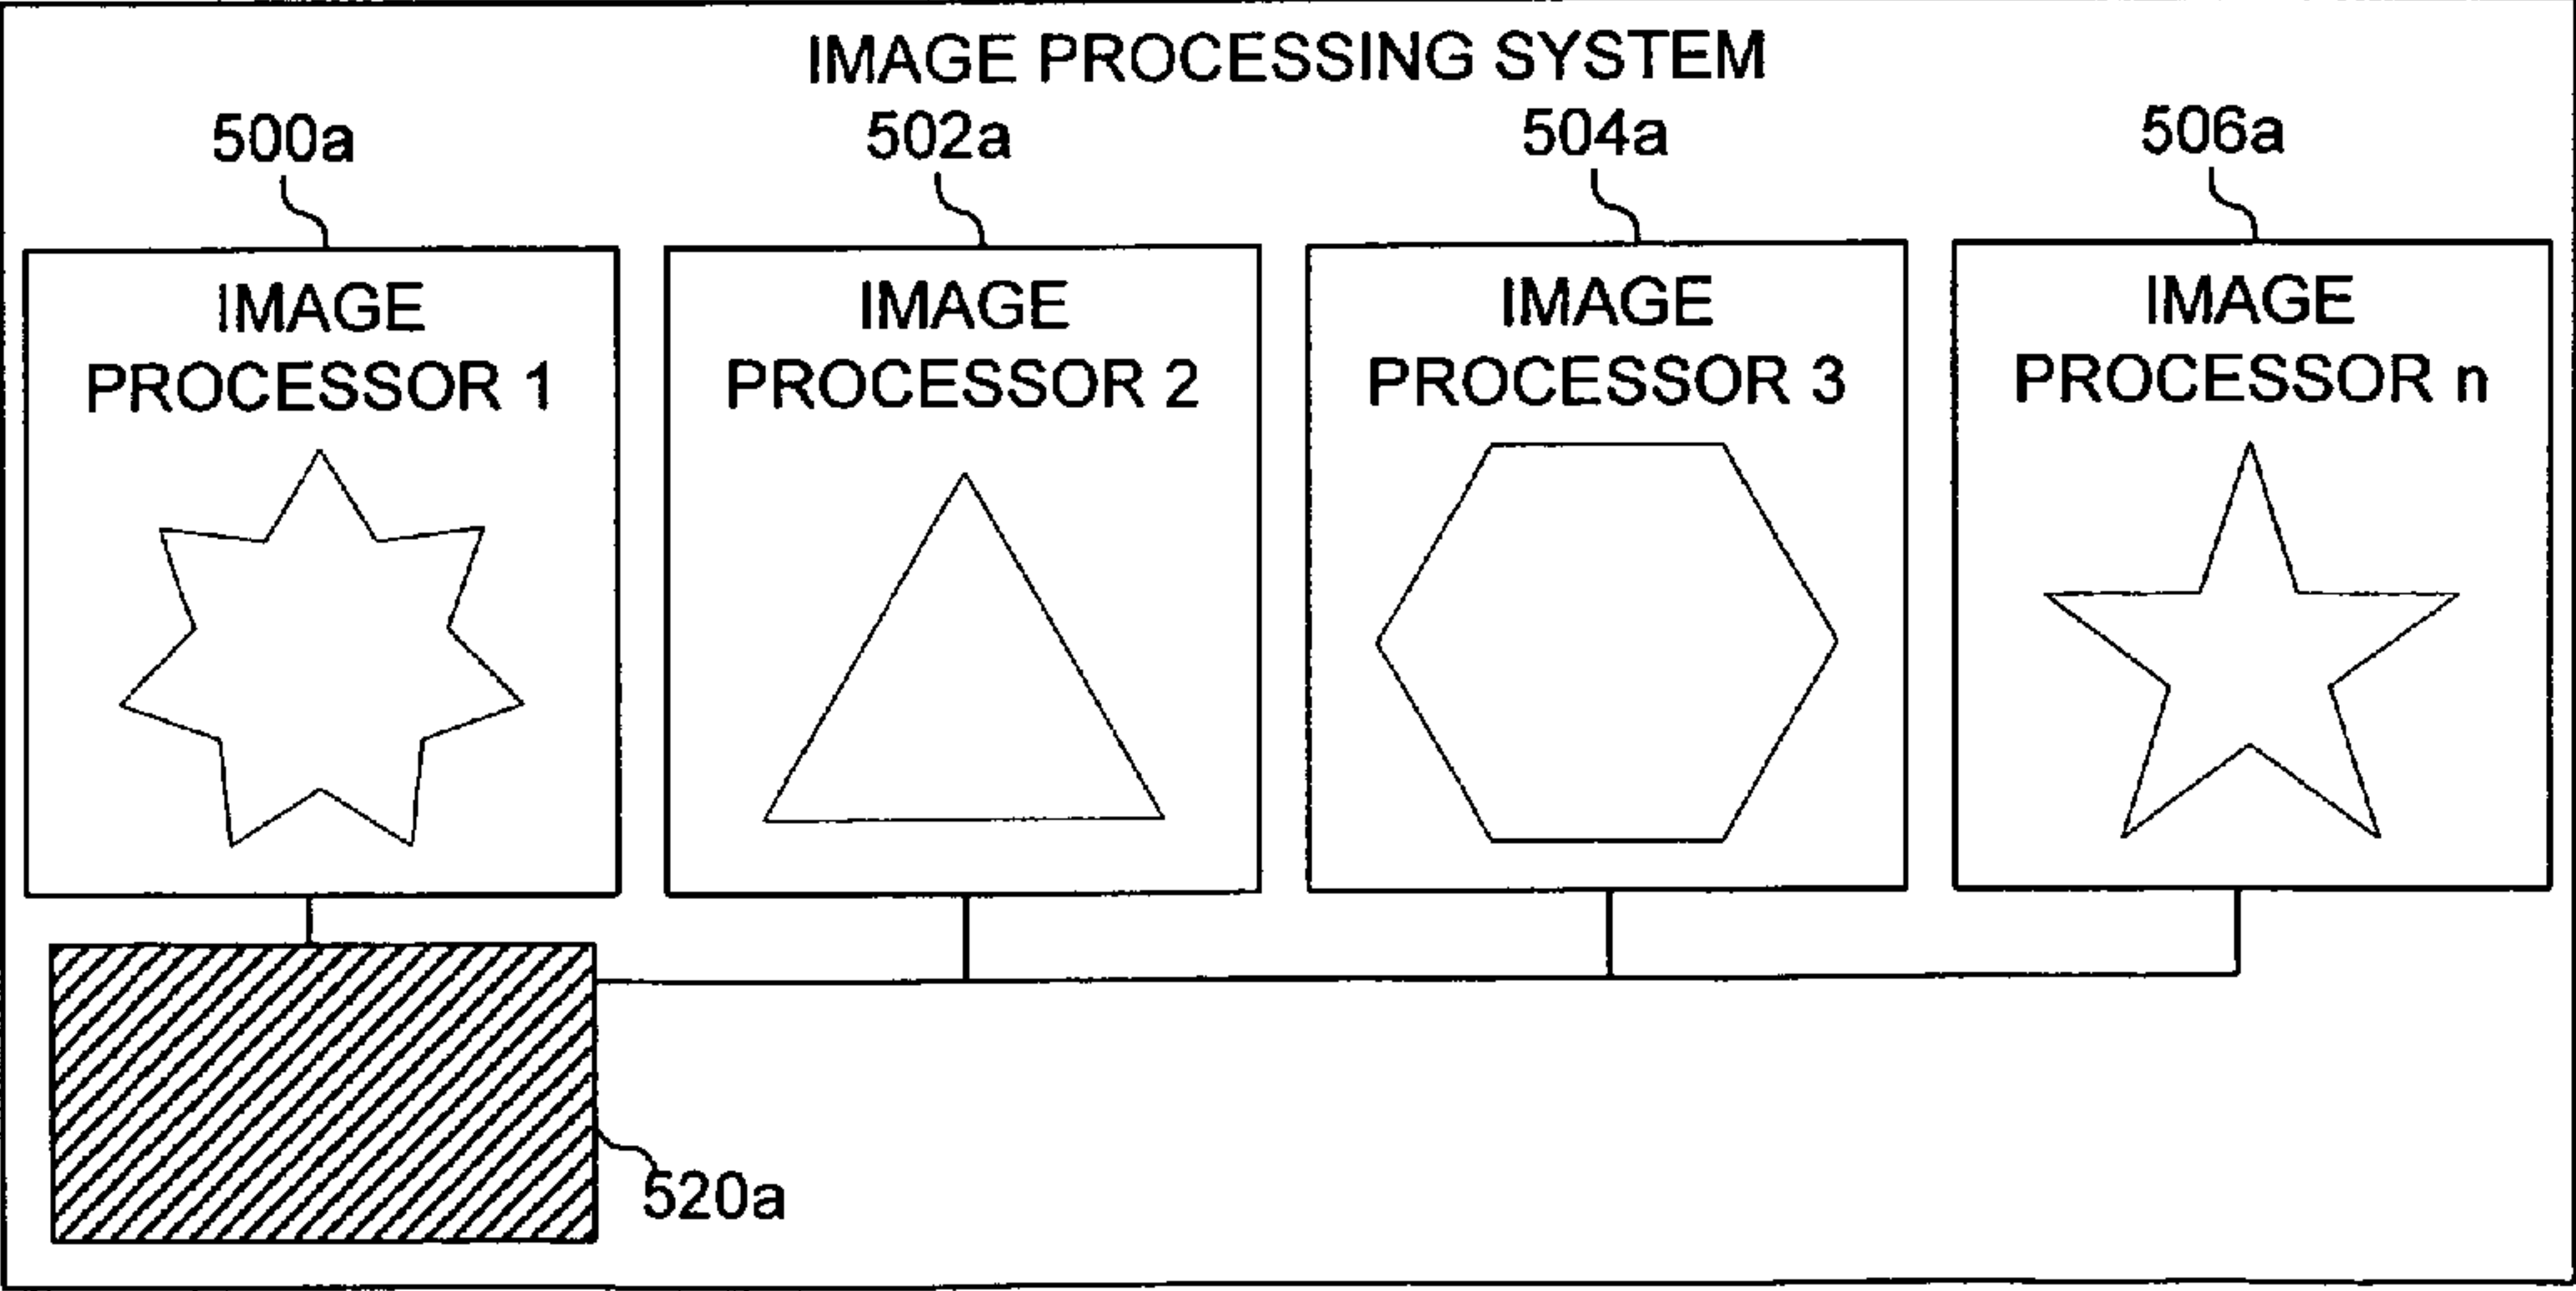 IMAGE PROCESSING SYSTEM
500a
502a
504a
506a
IMAGE
PROCESSOR 1
IMAGE
PROCESSOR 2
IMAGE
PROCESSOR 3
IMAGE
PROCESSOR n
520a